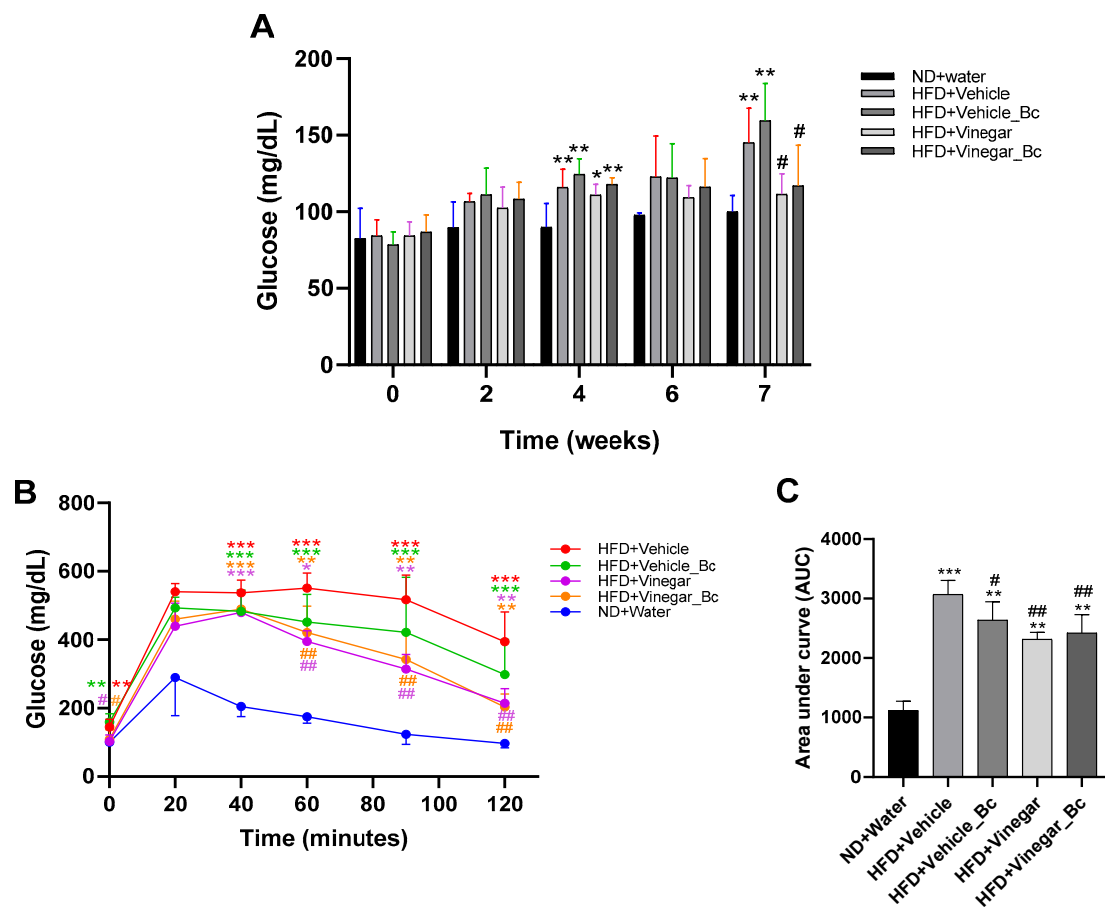 A
200
150
100
50
0
Glucose (mg/dL)
** ** * **
** ** # #
0 2 4 6 7
Time (weeks)
ND+water
HFD+Vehicle
HFD+Vehicle_Bc
HFD+Vinegar
HFD+Vinegar_Bc
B
800
600
400
200
0
Glucose (mg/dL)
** **
# #
***
***
***
***
***
***
**
*
##
##
***
***
**
**
##
##
***
***
**
**
##
##
0 20 40 60 80 100 120
Time (minutes)
HFD+Vehicle
HFD+Vehicle_Bc
HFD+Vinegar
HFD+Vinegar_Bc
ND+Water
C
4000
3000
2000
1000
0
Area under curve (AUC)
***
#
**
##
**
##
**
ND+Water
HFD+Vehicle
HFD+Vehicle_Bc
HFD+Vinegar
HFD+Vinegar_Bc